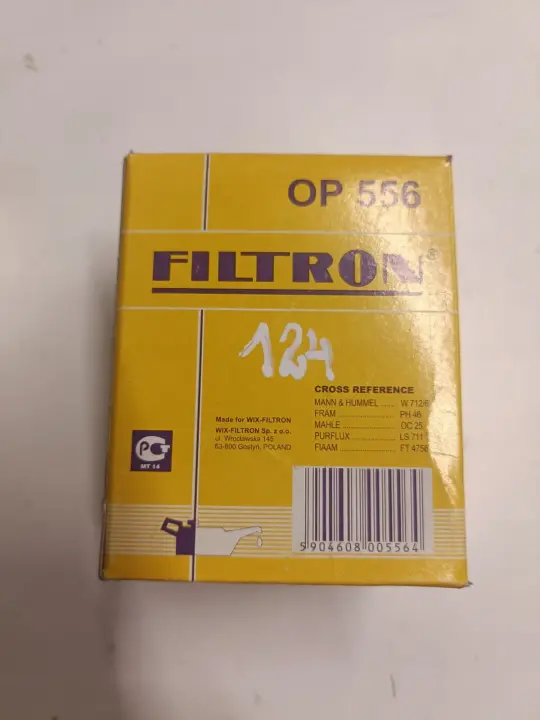 OP 556
FILTRON®
124
CROSS REFERENCE
MANN & HUMMEL ...... W 712/6
FRAM .................... PH 46
MAHLE .................... OC 25
PURFLUX ................ LS 711
FIAAM .................... FT 4756
Made for WIX-FILTRON
WIX-FILTRON Sp. z o.o.
ul. Wrocławska 145
63-800 Gostyń, POLAND
PCT
MT 14
5 904608 005564